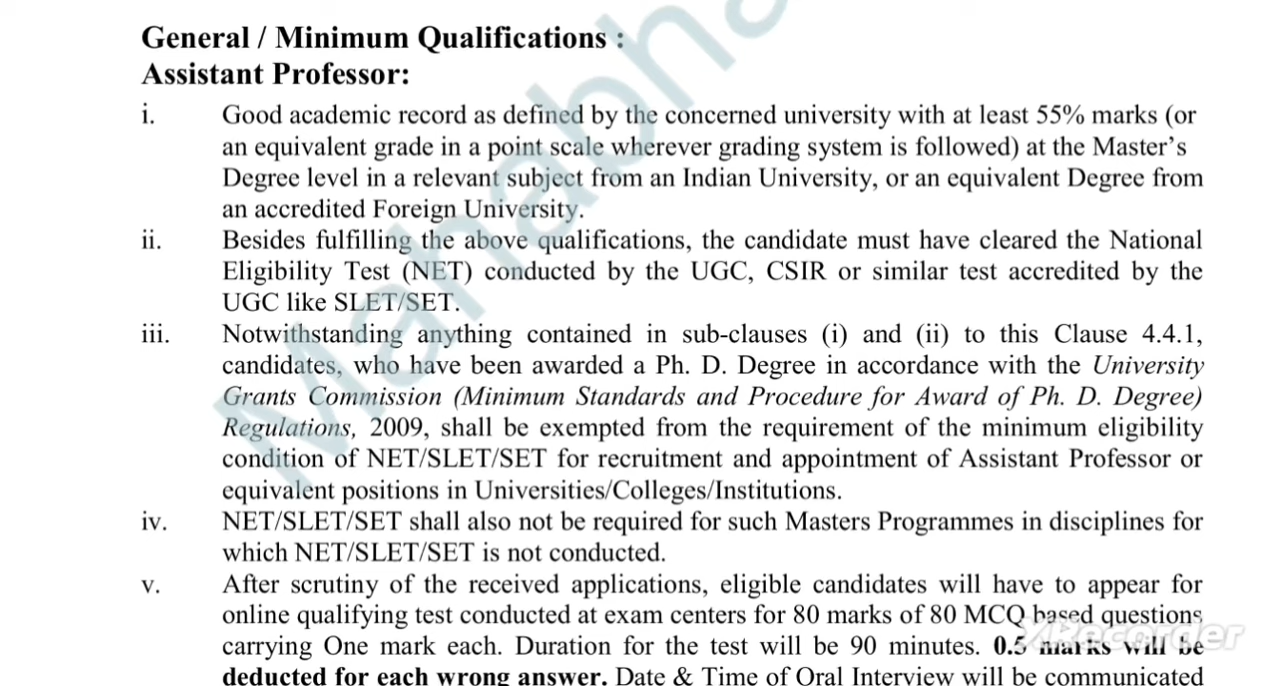 General / Minimum Qualifications :
Assistant Professor:
i. Good academic record as defined by the concerned university with at least 55% marks (or
an equivalent grade in a point scale wherever grading system is followed) at the Master's
Degree level in a relevant subject from an Indian University, or an equivalent Degree from
an accredited Foreign University.
ii. Besides fulfilling the above qualifications, the candidate must have cleared the National
Eligibility Test (NET) conducted by the UGC, CSIR or similar test accredited by the
UGC like SLET/SET.
iii. Notwithstanding anything contained in sub-clauses (i) and (ii) to this Clause 4.4.1,
candidates, who have been awarded a Ph. D. Degree in accordance with the University
Grants Commission (Minimum Standards and Procedure for Award of Ph. D. Degree)
Regulations, 2009, shall be exempted from the requirement of the minimum eligibility
condition of NET/SLET/SET for recruitment and appointment of Assistant Professor or
equivalent positions in Universities/Colleges/Institutions.
iv. NET/SLET/SET shall also not be required for such Masters Programmes in disciplines for
which NET/SLET/SET is not conducted.
v. After scrutiny of the received applications, eligible candidates will have to appear for
online qualifying test conducted at exam centers for 80 marks of 80 MCQ based questions
carrying One mark each. Duration for the test will be 90 minutes. 0.5 marks will be
deducted for each wrong answer. Date & Time of Oral Interview will be communicated
Mahabha
XRecorder